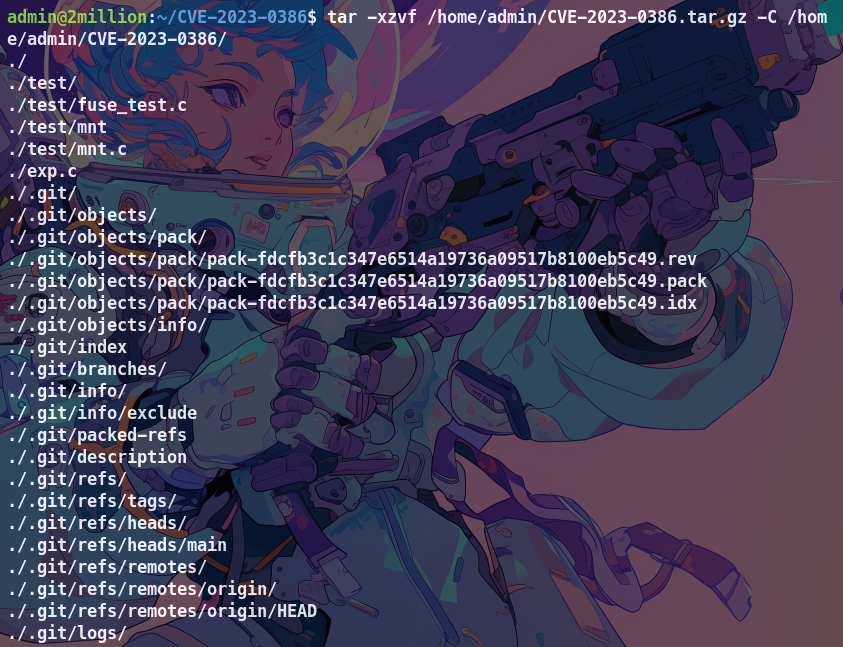 admin@2million:~/CVE-2023-0386$ tar -xzvf /home/admin/CVE-2023-0386.tar.gz -C /hom
e/admin/CVE-2023-0386/
./
./test/
./test/fuse_test.c
./test/mnt
./test/mnt.c
./exp.c
./.git/
./.git/objects/
./.git/objects/pack/
./.git/objects/pack/pack-fdcfb3c1c347e6514a19736a09517b8100eb5c49.rev
./.git/objects/pack/pack-fdcfb3c1c347e6514a19736a09517b8100eb5c49.pack
./.git/objects/pack/pack-fdcfb3c1c347e6514a19736a09517b8100eb5c49.idx
./.git/objects/info/
./.git/index
./.git/branches/
./.git/info/
./.git/info/exclude
./.git/packed-refs
./.git/description
./.git/refs/
./.git/refs/tags/
./.git/refs/heads/
./.git/refs/heads/main
./.git/refs/remotes/
./.git/refs/remotes/origin/
./.git/refs/remotes/origin/HEAD
./.git/logs/